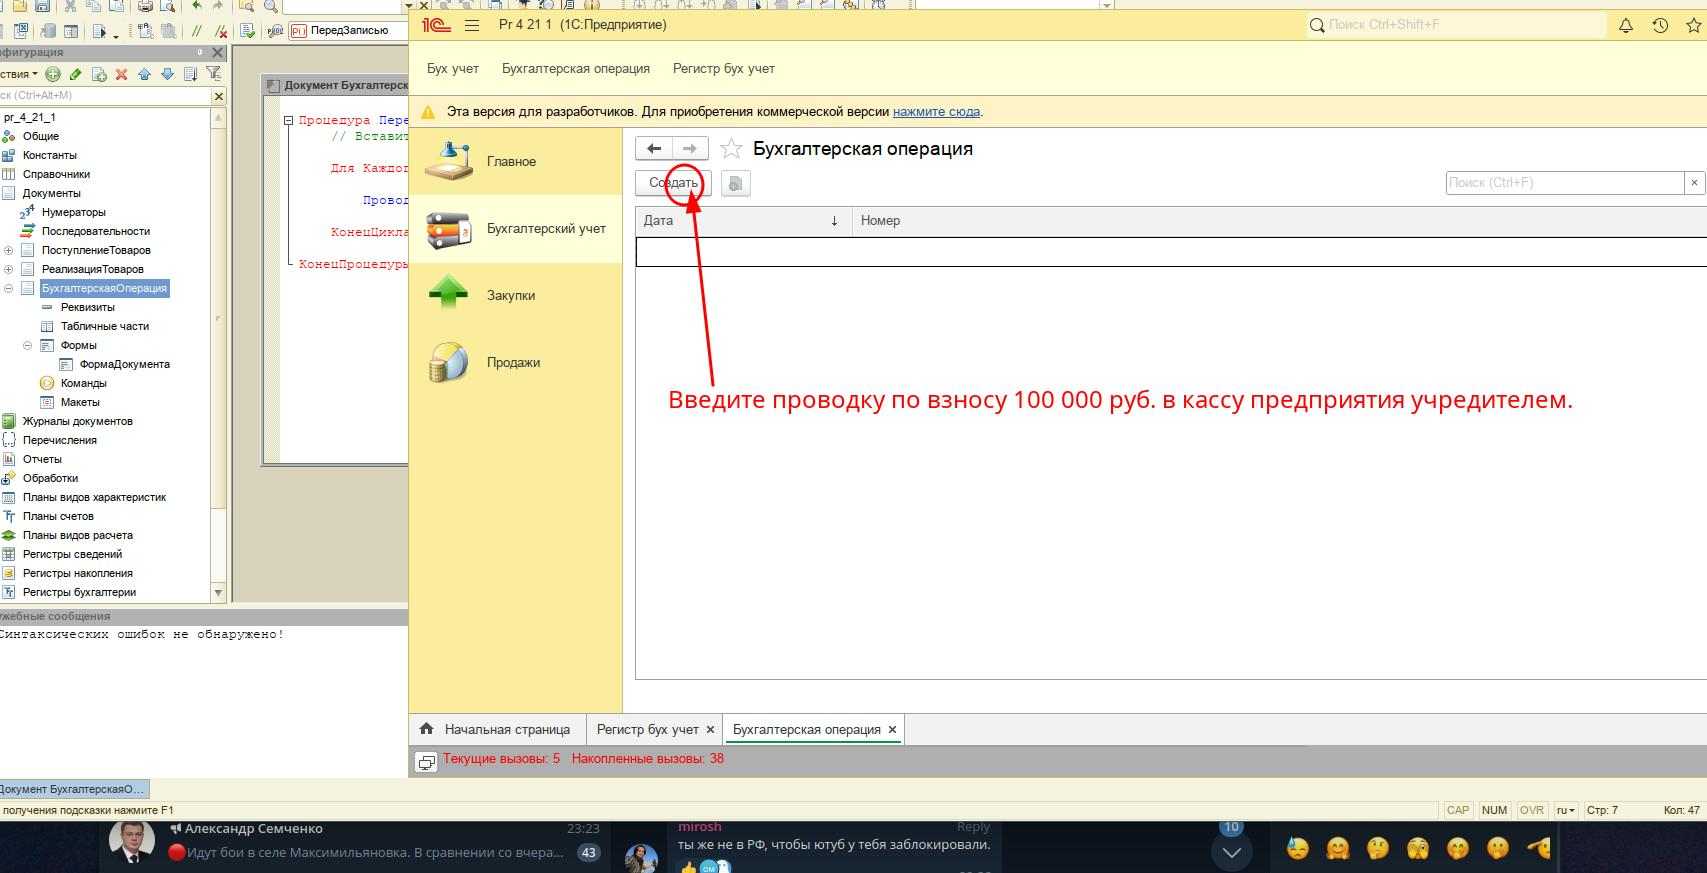 ПередЗаписью
Pr 4 21 1 (1С:Предприятие)
Поиск Ctrl+Shift+F
Бух учет
Бухгалтерская операция
Регистр бух учет
Эта версия для разработчиков. Для приобретения коммерческой версии нажмите сюда.
нфигурация
ствия
ск (Ctrl+Alt+M)
pr_4_21_1
Общие
Константы
Справочники
Документы
Нумераторы
Последовательности
ПоступлениеТоваров
РеализацияТоваров
БухгалтерскаяОперация
Реквизиты
Табличные части
Формы
ФормаДокумента
Команды
Макеты
Журналы документов
Перечисления
Отчеты
Обработки
Планы видов характеристик
Планы счетов
Планы видов расчета
Регистры сведений
Регистры накопления
Регистры бухгалтерии
Документ Бухгалтерск
Процедура Пере
// Вставит
Для Каждог
Провод
КонецЦикла
КонецПроцедуры
Главное
Бухгалтерский учет
Закупки
Продажи
Бухгалтерская операция
Создать
Поиск (Ctrl+F)
Дата
Номер
Введите проводку по взносу 100 000 руб. в кассу предприятия учредителем.
ужебные сообщения
Синтаксических ошибок не обнаружено!
Начальная страница
Регистр бух учет
Бухгалтерская операция
Текущие вызовы: 5 Накопленные вызовы: 38
Документ БухгалтерскаяО...
получения подсказки нажмите F1
CAP
NUM
OVR
ru
Стр: 7
Кол: 47
Александр Семченко
23:23
Идут бои в селе Максимильяновка. В сравнении со вчера...
43
mirosh
Reply
ты же не в РФ, чтобы ютуб у тебя заблокировали.
10